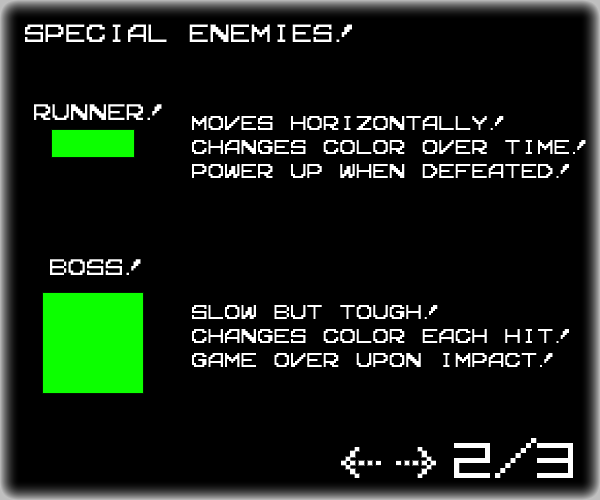 SPECIAL ENEMIES!
RUNNER!
MOVES HORIZONTALLY!
CHANGES COLOR OVER TIME!
POWER UP WHEN DEFEATED!
BOSS!
SLOW BUT TOUGH!
CHANGES COLOR EACH HIT!
GAME OVER UPON IMPACT!
2/3